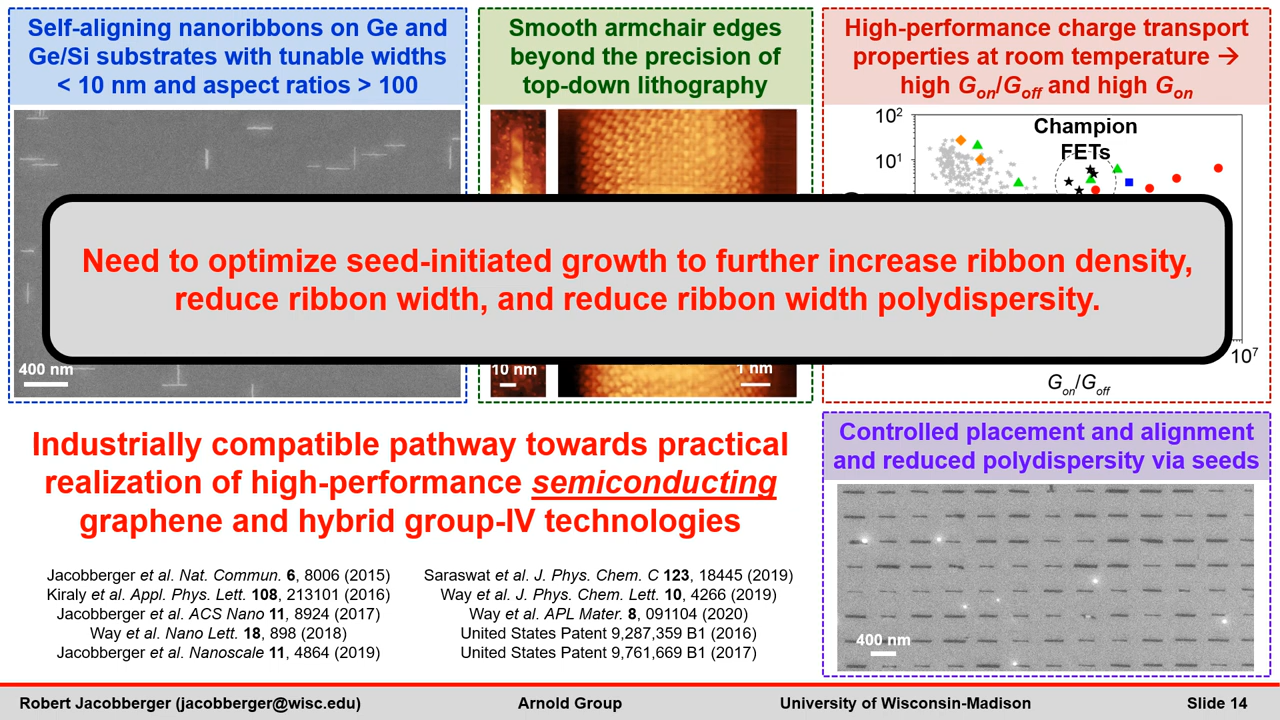 Self-aligning nanoribbons on Ge and
Ge/Si substrates with tunable widths
< 10 nm and aspect ratios > 100
Smooth armchair edges
beyond the precision of
top-down lithography
High-performance charge transport
properties at room temperature →
high Gon/Goff and high Gon
10²
10¹
Champion
FETs
Need to optimize seed-initiated growth to further increase ribbon density,
reduce ribbon width, and reduce ribbon width polydispersity.
400 nm
10 nm
1 nm
10⁷
Gon/Goff
Industrially compatible pathway towards practical
realization of high-performance semiconducting
graphene and hybrid group-IV technologies
Controlled placement and alignment
and reduced polydispersity via seeds
400 nm
Jacobberger et al. Nat. Commun. 6, 8006 (2015)
Kiraly et al. Appl. Phys. Lett. 108, 213101 (2016)
Jacobberger et al. ACS Nano 11, 8924 (2017)
Way et al. Nano Lett. 18, 898 (2018)
Jacobberger et al. Nanoscale 11, 4864 (2019)
Saraswat et al. J. Phys. Chem. C 123, 18445 (2019)
Way et al. J. Phys. Chem. Lett. 10, 4266 (2019)
Way et al. APL Mater. 8, 091104 (2020)
United States Patent 9,287,359 B1 (2016)
United States Patent 9,761,669 B1 (2017)
Robert Jacobberger (jacobberger@wisc.edu)
Arnold Group
University of Wisconsin-Madison
Slide 14